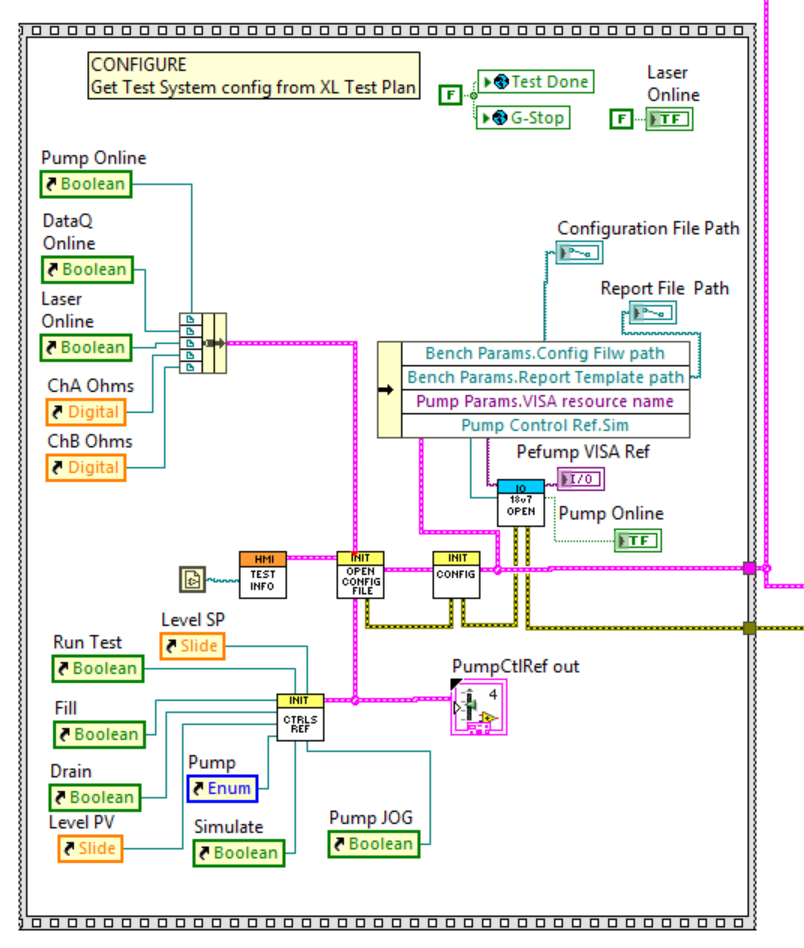 CONFIGURE
Get Test System config from XL Test Plan
F
Test Done
G-Stop
Laser
Online
F
TF
Pump Online
Boolean
DataQ
Online
Boolean
Laser
Online
Boolean
ChA Ohms
Digital
ChB Ohms
Digital
Configuration File Path
Report File Path
Bench Params.Config Filw path
Bench Params.Report Template path
Pump Params.VISA resource name
Pump Control Ref.Sim
Pefump VISA Ref
I/O
IO
18v7
OPEN
Pump Online
TF
HMI
TEST
INFO
INIT
OPEN
CONFIG
FILE
INIT
CONFIG
Level SP
Slide
Run Test
Boolean
Fill
Boolean
Drain
Boolean
Level PV
Slide
INIT
CTRLS
REF
Pump
Enum
Simulate
Boolean
Pump JOG
Boolean
PumpCtlRef out
4